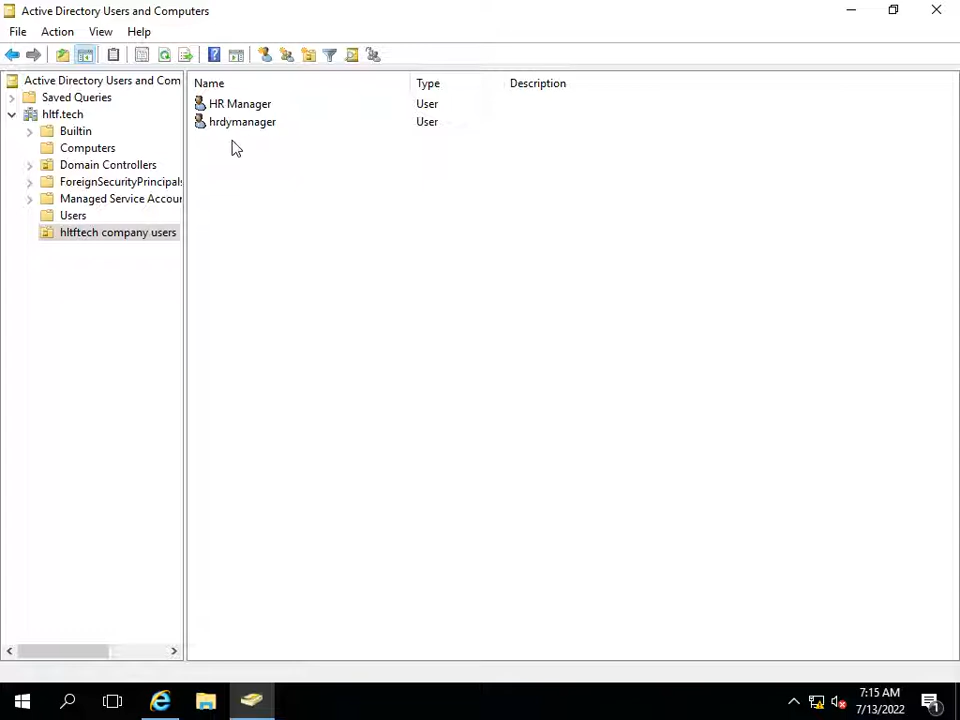 Active Directory Users and Computers
File Action View Help
Active Directory Users and Com
Name Type Description
Saved Queries
HR Manager User
hltf.tech
hrdymanager User
Builtin
Computers
Domain Controllers
ForeignSecurityPrincipals
Managed Service Accour
Users
hltftech company users
7:15 AM
7/13/2022
1